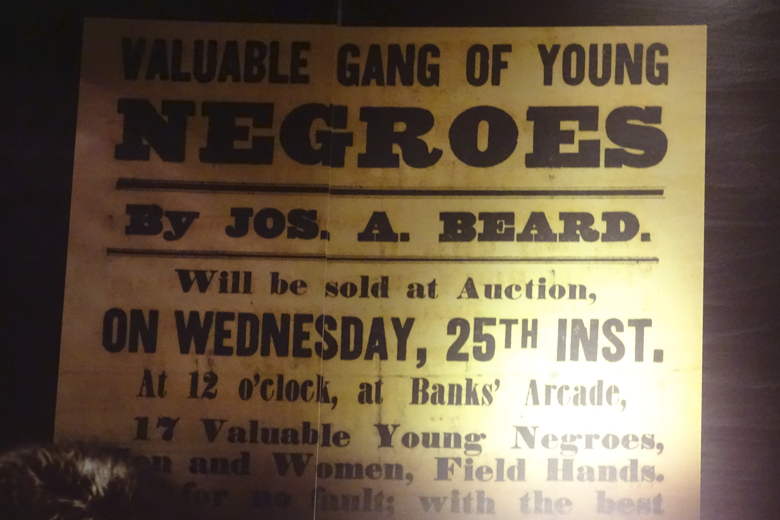 VALUABLE GANG OF YOUNG
NEGROES
By JOS. A. BEARD.
Will be sold at Auction,
ON WEDNESDAY, 25TH INST.
At 12 o'clock, at Banks' Arcade,
17 Valuable Young Negroes,
and Women, Field Hands.
for no fault; with the best